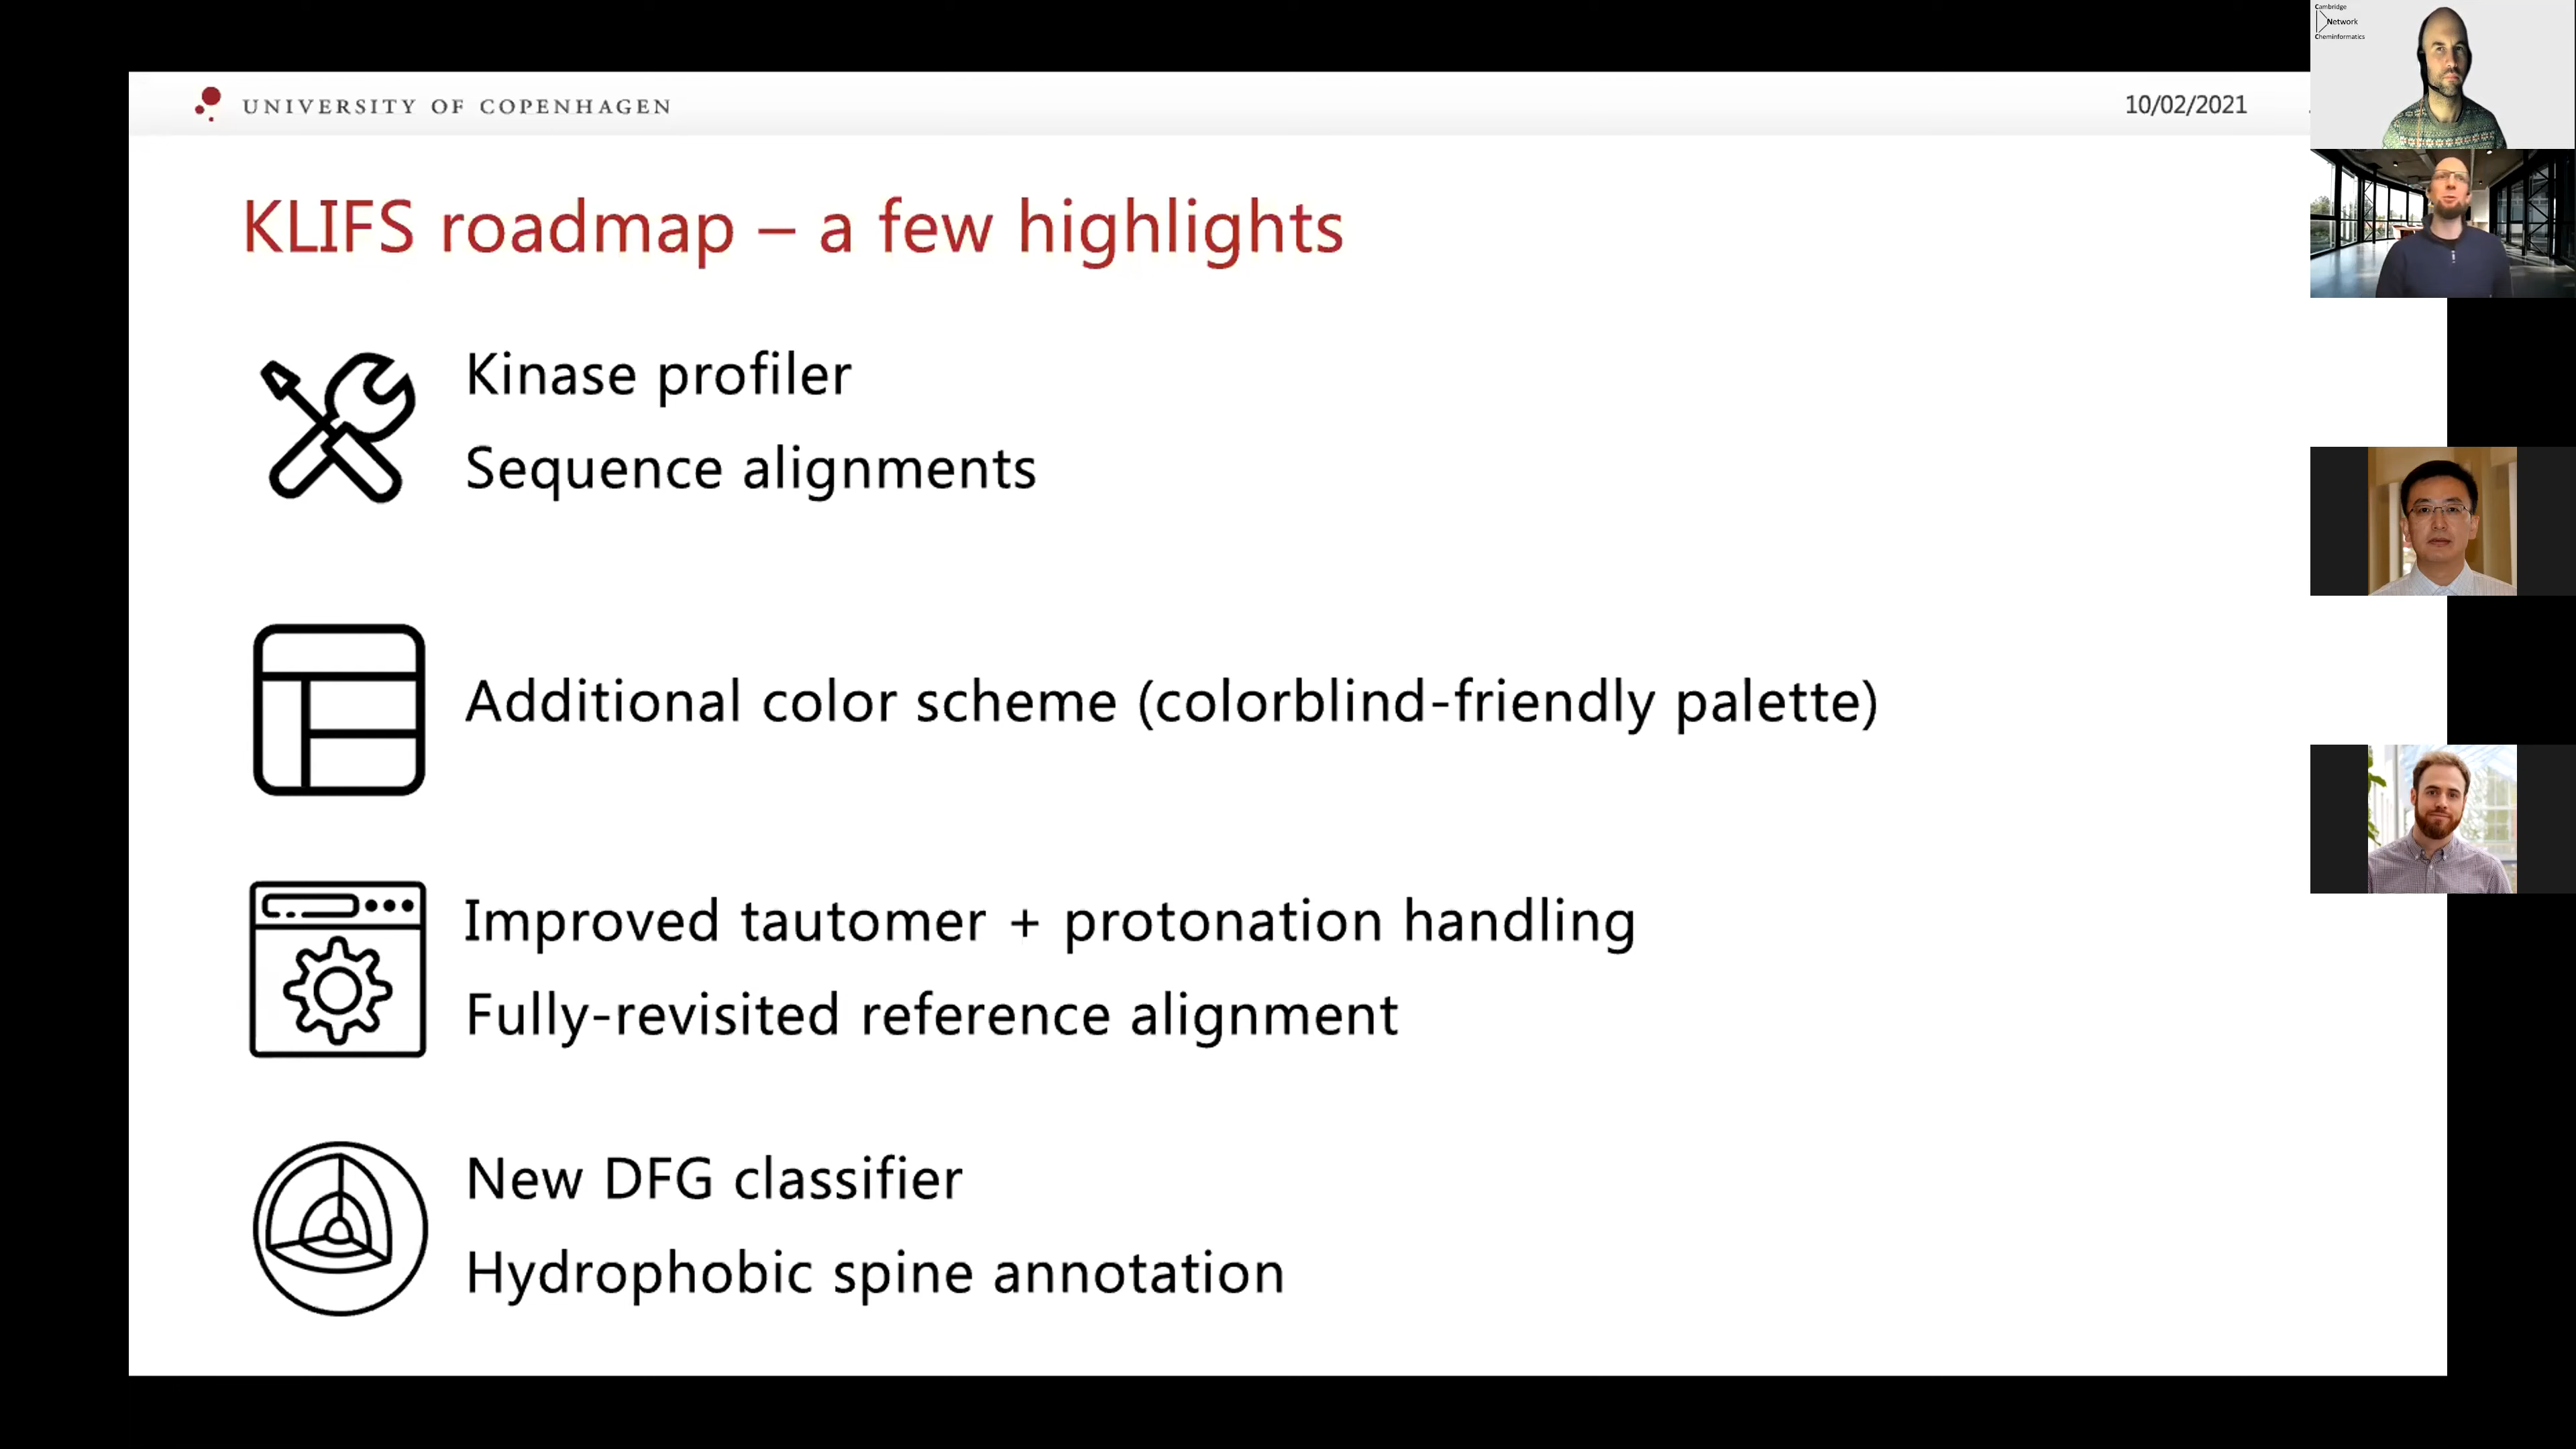 UNIVERSITY OF COPENHAGEN
10/02/2021
Cambridge
Network
Cheminformatics
KLIFS roadmap – a few highlights
Kinase profiler
Sequence alignments
Additional color scheme (colorblind-friendly palette)
Improved tautomer + protonation handling
Fully-revisited reference alignment
New DFG classifier
Hydrophobic spine annotation